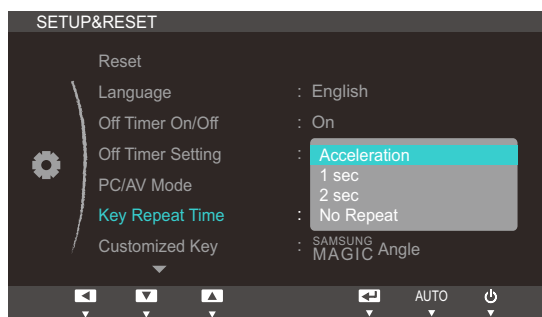 SETUP&RESET
Reset
Language : English
Off Timer On/Off : On
Off Timer Setting :
Acceleration
PC/AV Mode
1 sec
2 sec
Key Repeat Time : No Repeat
Customized Key : SAMSUNG MAGIC Angle
AUTO